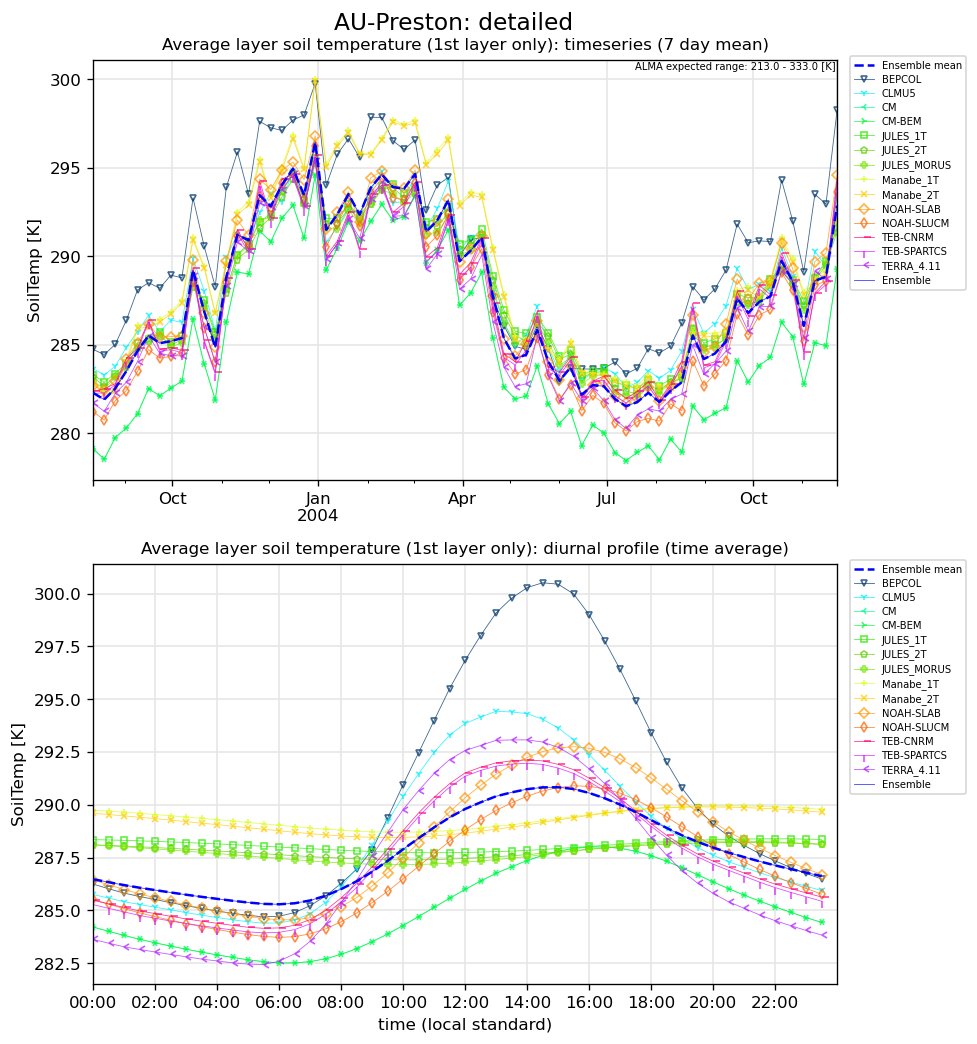 AU-Preston: detailed
Average layer soil temperature (1st layer only): timeseries (7 day mean)
ALMA expected range: 213.0 - 333.0 [K]
300
295
290
285
280
SoilTemp [K]
Oct
Jan
2004
Apr
Jul
Oct
Ensemble mean
BEPCOL
CLMU5
CM
CM-BEM
JULES_1T
JULES_2T
JULES_MORUS
Manabe_1T
Manabe_2T
NOAH-SLAB
NOAH-SLUCM
TEB-CNRM
TEB-SPARTCS
TERRA_4.11
Ensemble
Average layer soil temperature (1st layer only): diurnal profile (time average)
300.0
297.5
295.0
292.5
290.0
287.5
285.0
282.5
SoilTemp [K]
00:00
02:00
04:00
06:00
08:00
10:00
12:00
14:00
16:00
18:00
20:00
22:00
time (local standard)
Ensemble mean
BEPCOL
CLMU5
CM
CM-BEM
JULES_1T
JULES_2T
JULES_MORUS
Manabe_1T
Manabe_2T
NOAH-SLAB
NOAH-SLUCM
TEB-CNRM
TEB-SPARTCS
TERRA_4.11
Ensemble